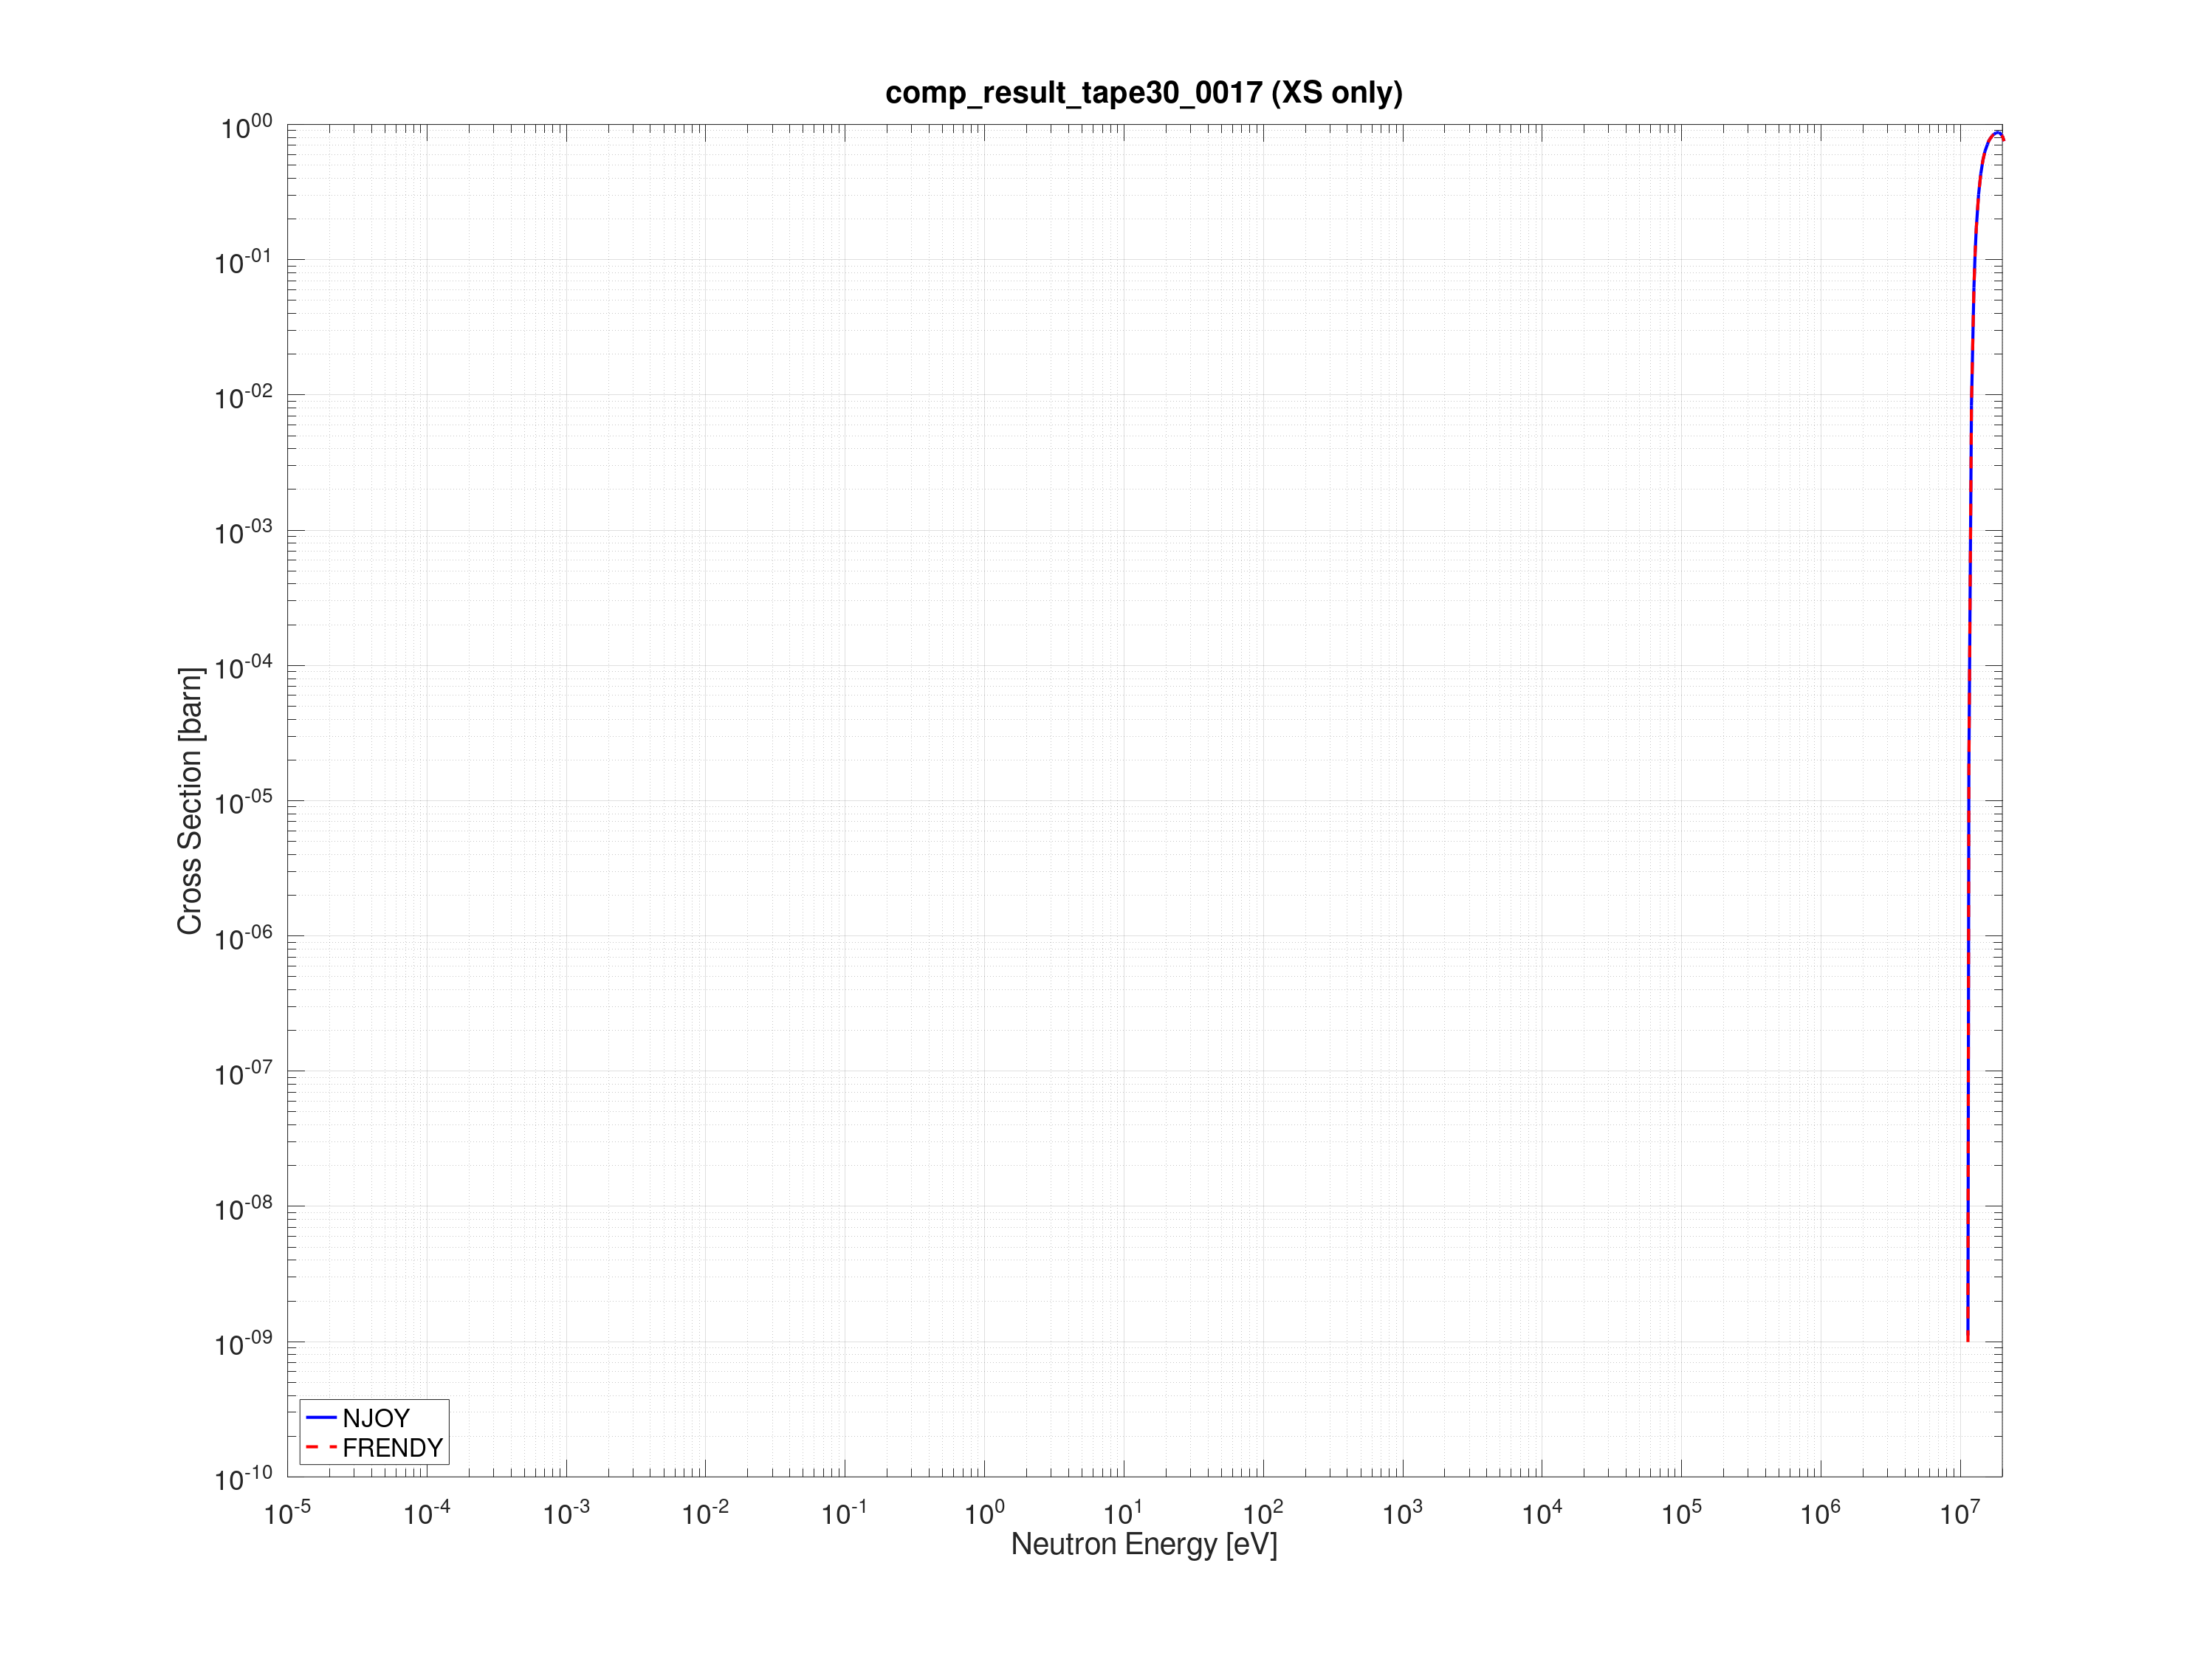 comp_result_tape30_0017 (XS only)
10^00
10^-01
10^-02
10^-03
10^-04
10^-05
10^-06
10^-07
10^-08
10^-09
10^-10
Cross Section [barn]
NJOY
FRENDY
10^-5 10^-4 10^-3 10^-2 10^-1 10^0 10^1 10^2 10^3 10^4 10^5 10^6 10^7
Neutron Energy [eV]